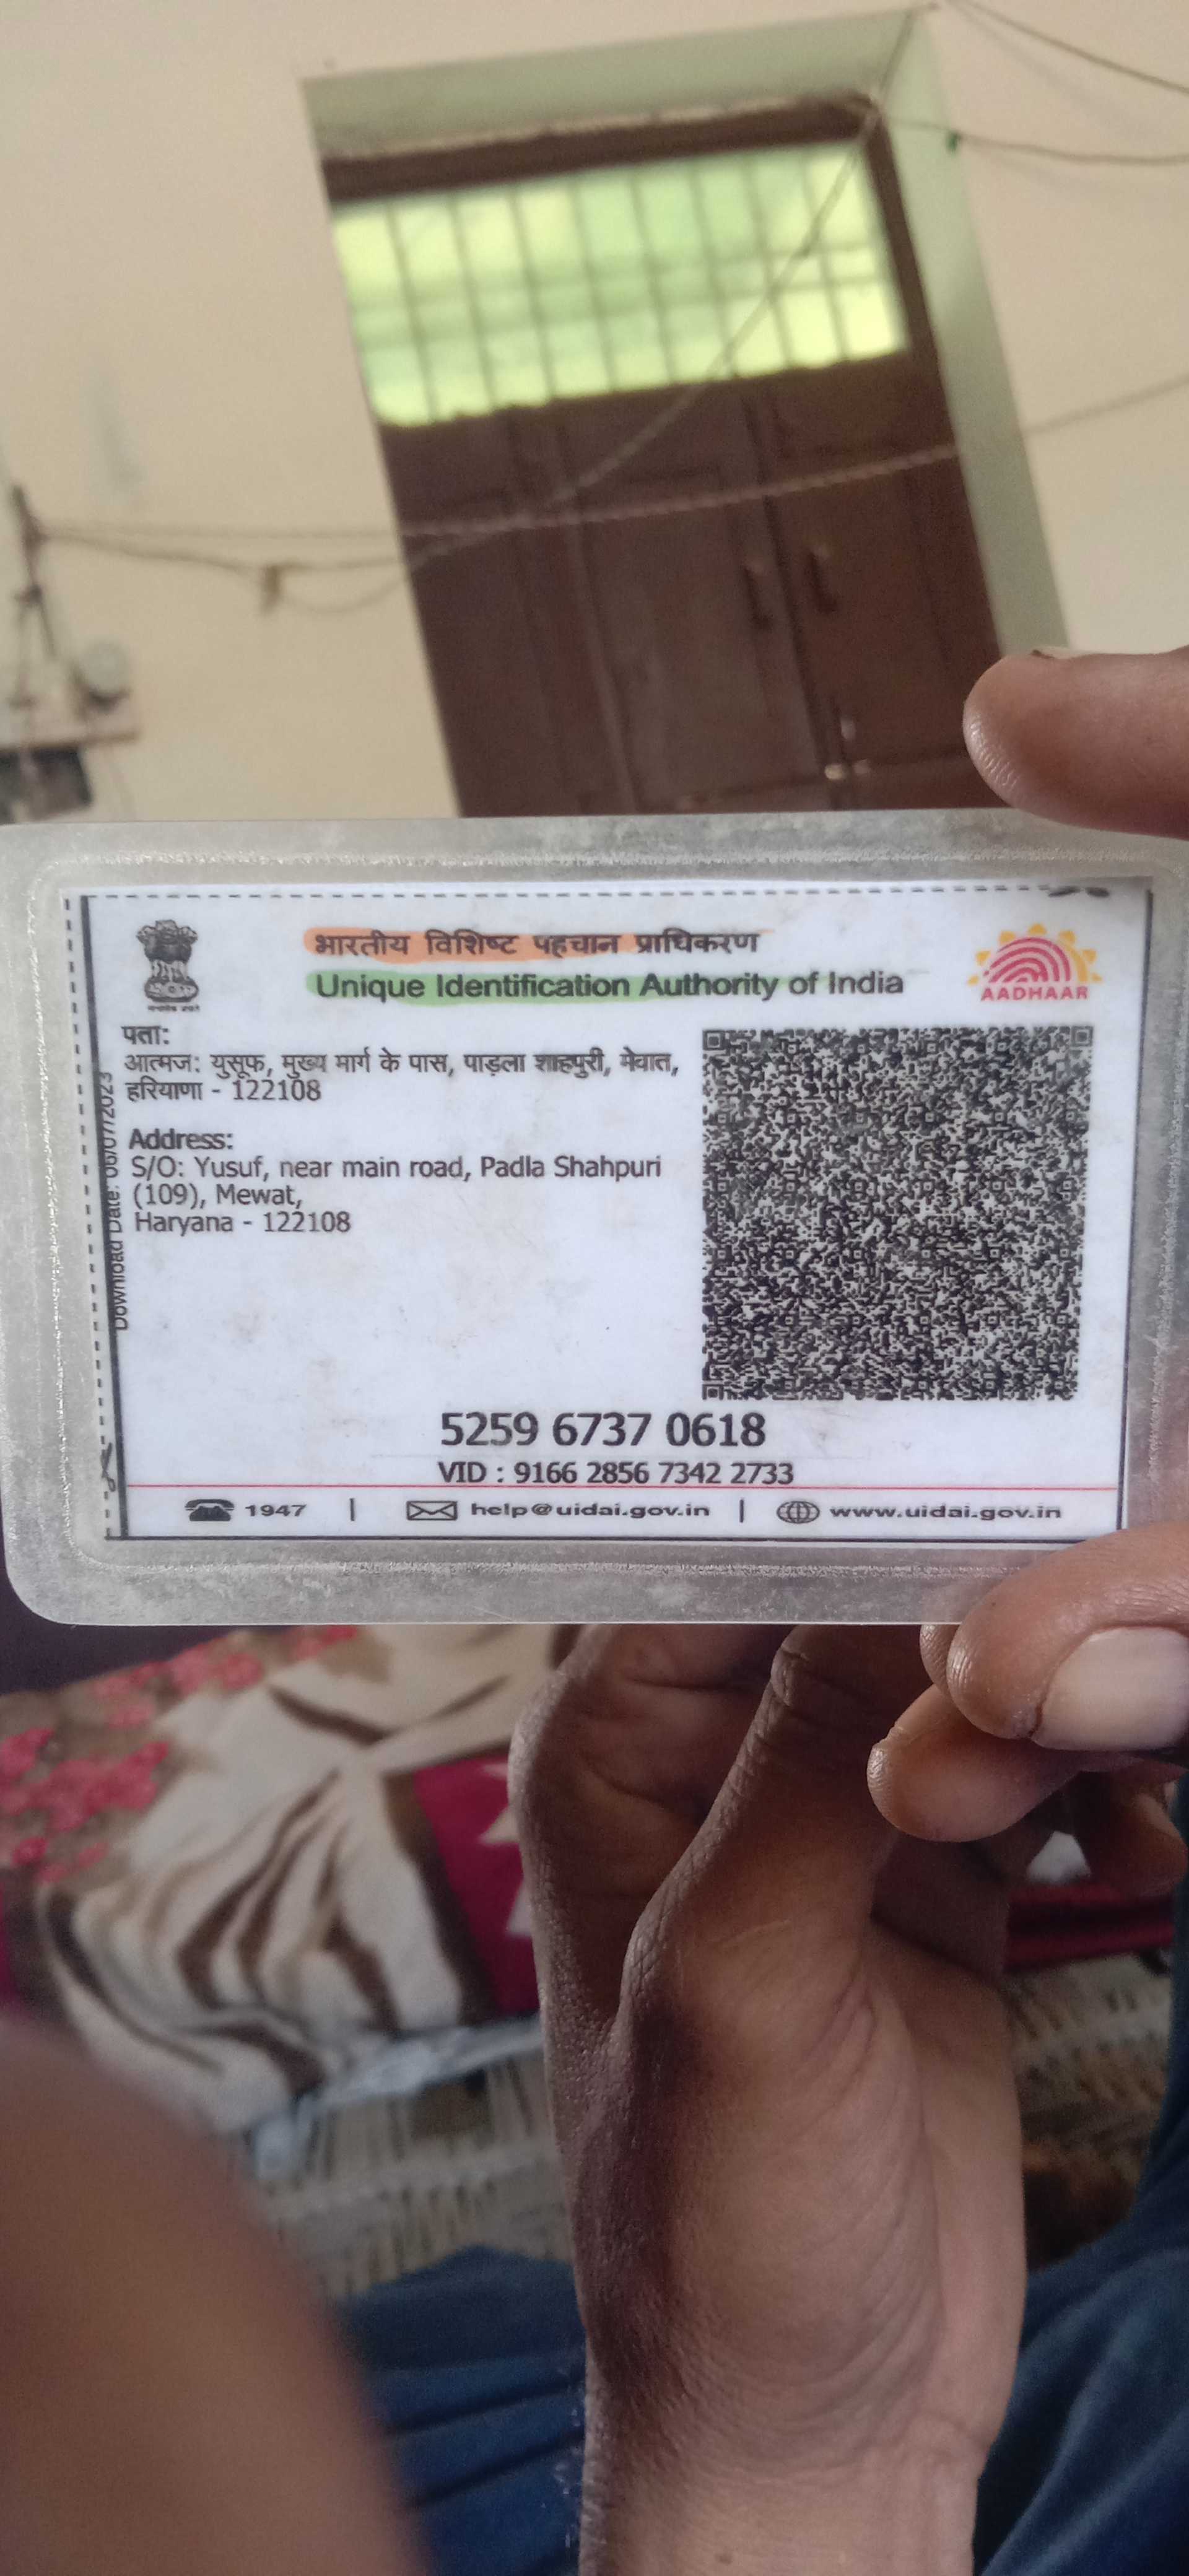 भारतीय विशिष्ट पहचान प्राधिकरण
Unique Identification Authority of India
AADHAAR
पता:
आत्मज: युसूफ, मुख्य मार्ग के पास, पाड़ला शाहपुरी, मेवात,
हरियाणा - 122108
Address:
S/O: Yusuf, near main road, Padla Shahpuri
(109), Mewat,
Haryana - 122108
Download Date: 06/07/2023
5259 6737 0618
VID : 9166 2856 7342 2733
1947 | help@uidai.gov.in | www.uidai.gov.in